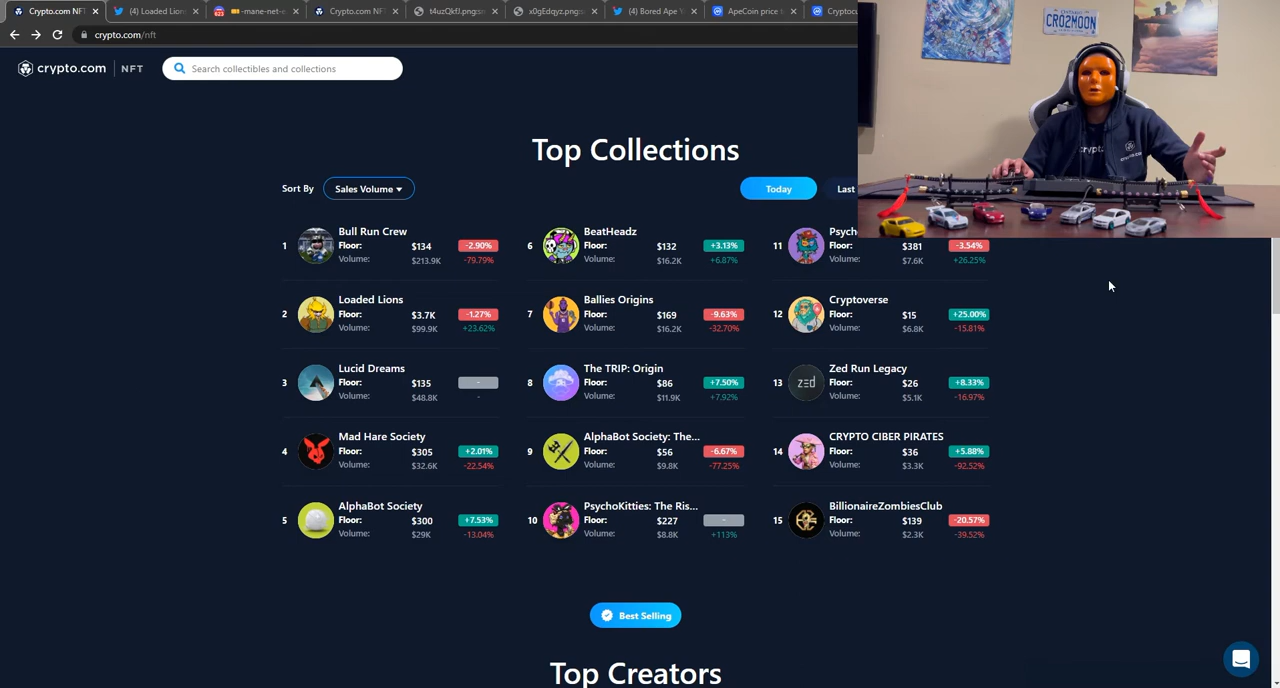 Crypto.com NFT
(4) Loaded Lion
-mane-net-e
Crypto.com NFT
t4uzQkfJ.png
x0gEdqyz.png
(4) Bored Ape
ApeCoin price
Cryptocu
crypto.com/nft
crypto.com NFT
Search collectibles and collections
CRO2MOON
Top Collections
Sort By
Sales Volume
Today
Last
1
Bull Run Crew
Floor: $134 -2.90%
Volume: $213.9K -79.79%
2
Loaded Lions
Floor: $3.7K -1.27%
Volume: $99.9K +23.62%
3
Lucid Dreams
Floor: $135 -
Volume: $48.8K -
4
Mad Hare Society
Floor: $305 +2.01%
Volume: $32.6K -22.54%
5
AlphaBot Society
Floor: $300 +7.53%
Volume: $29K -13.04%
6
BeatHeadz
Floor: $132 +3.13%
Volume: $16.2K +6.87%
7
Ballies Origins
Floor: $169 -9.63%
Volume: $16.2K -32.70%
8
The TRIP: Origin
Floor: $86 +7.50%
Volume: $11.9K +7.92%
9
AlphaBot Society: The...
Floor: $56 -6.67%
Volume: $9.8K -77.25%
10
PsychoKitties: The Ris...
Floor: $227 -
Volume: $8.8K +113%
11
Psych
Floor: $381 -3.54%
Volume: $7.6K +26.25%
12
Cryptoverse
Floor: $15 +25.00%
Volume: $6.8K -15.81%
13
zed
Zed Run Legacy
Floor: $26 +8.33%
Volume: $5.1K -16.97%
14
CRYPTO CIBER PIRATES
Floor: $36 +5.88%
Volume: $3.3K -92.52%
15
BillionaireZombiesClub
Floor: $139 -20.57%
Volume: $2.3K -39.52%
Best Selling
Top Creators